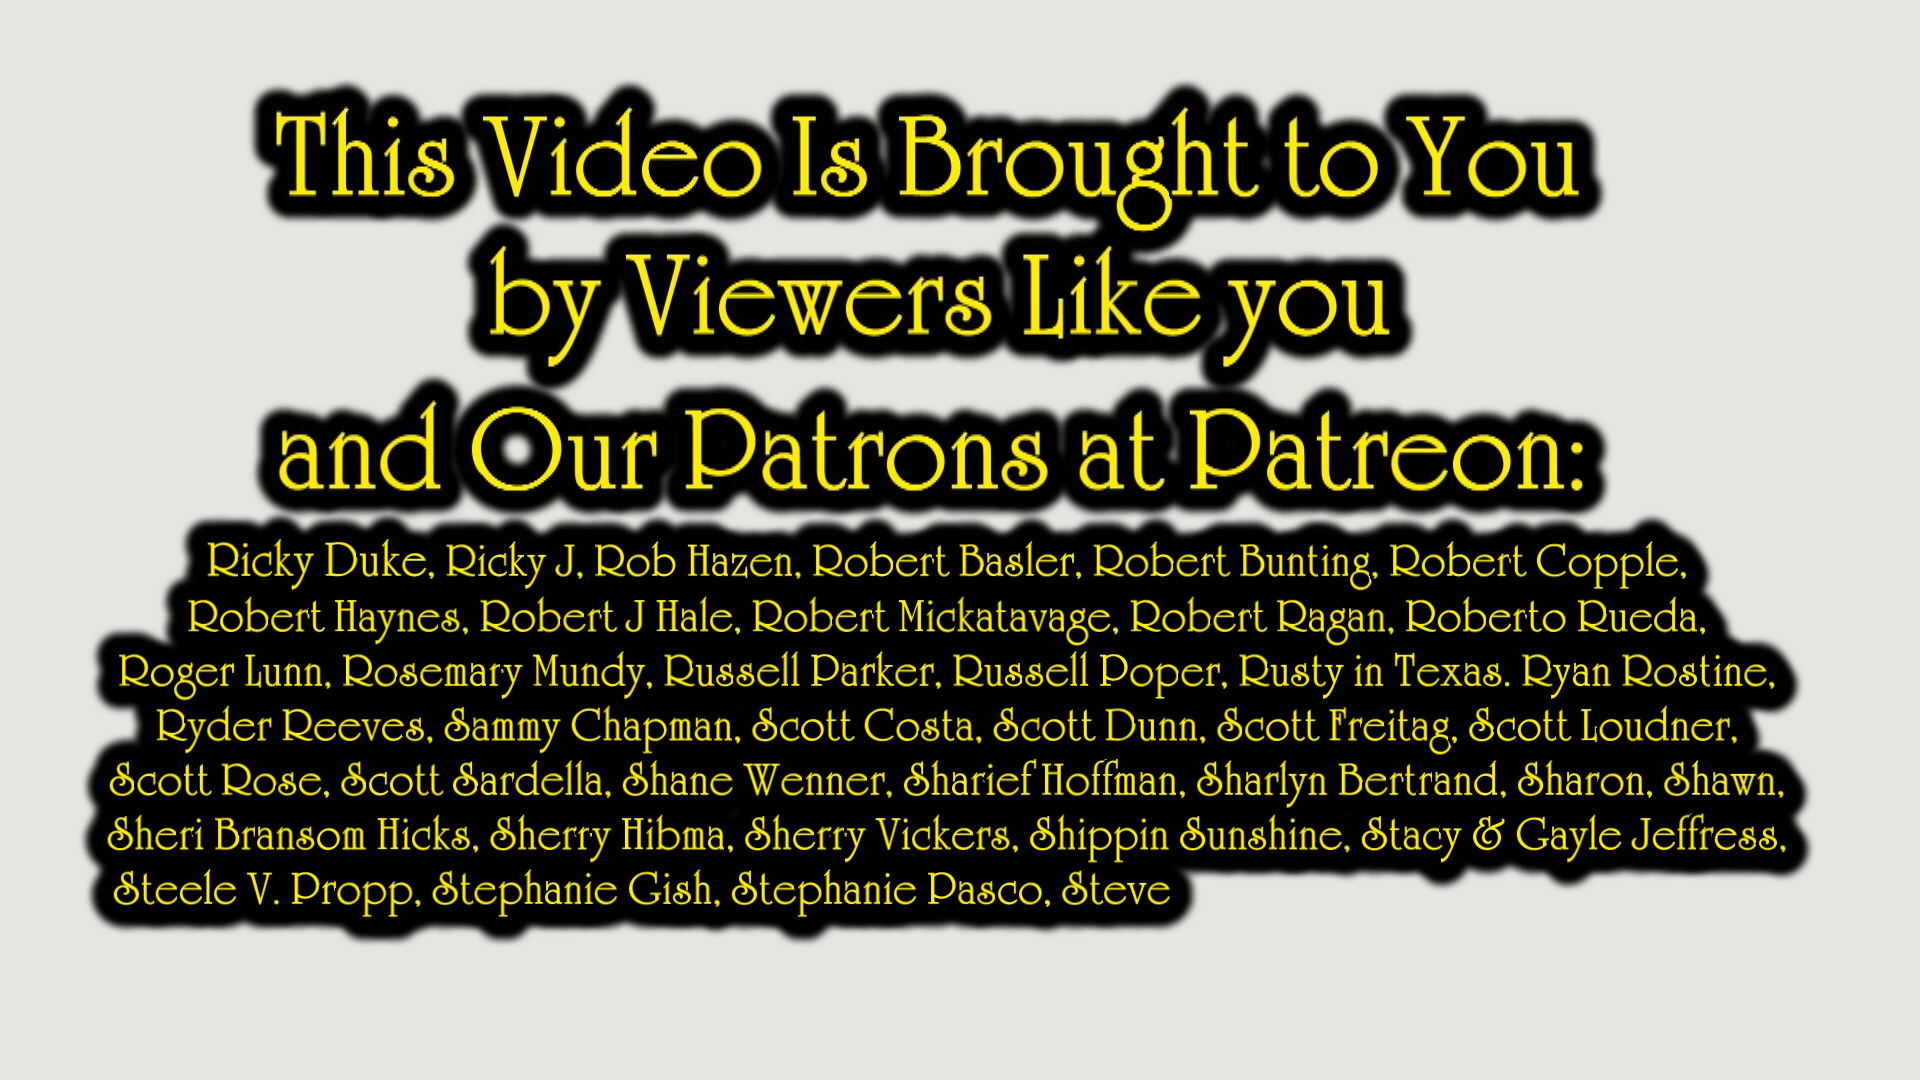 This Video Is Brought to You
by Viewers Like you
and Our Patrons at Patreon:
Ricky Duke, Ricky J, Rob Hazen, Robert Basler, Robert Bunting, Robert Copple,
Robert Haynes, Robert J Hale, Robert Mickatavage, Robert Ragan, Roberto Rueda,
Roger Lunn, Rosemary Mundy, Russell Parker, Russell Poper, Rusty in Texas. Ryan Rostine,
Ryder Reeves, Sammy Chapman, Scott Costa, Scott Dunn, Scott Freitag, Scott Loudner,
Scott Rose, Scott Sardella, Shane Wenner, Sharief Hoffman, Sharlyn Bertrand, Sharon, Shawn,
Sheri Bransom Hicks, Sherry Hibma, Sherry Vickers, Shippin Sunshine, Stacy & Gayle Jeffress,
Steele V. Propp, Stephanie Gish, Stephanie Pasco, Steve